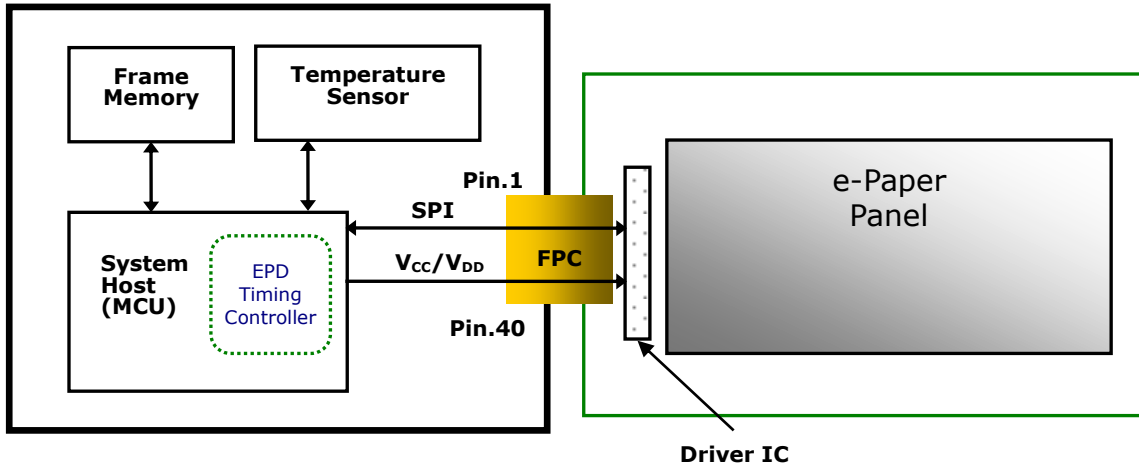 Frame
Memory
Temperature
Sensor
Pin.1
SPI
System
Host
(MCU)
EPD
Timing
Controller
VCC/VDD
FPC
Pin.40
e-Paper
Panel
Driver IC